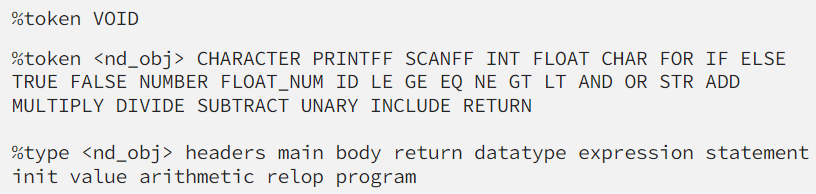 %token VOID
%token <nd_obj> CHARACTER PRINTFF SCANFF INT FLOAT CHAR FOR IF ELSE
TRUE FALSE NUMBER FLOAT_NUM ID LE GE EQ NE GT LT AND OR STR ADD
MULTIPLY DIVIDE SUBTRACT UNARY INCLUDE RETURN
%type <nd_obj> headers main body return datatype expression statement
init value arithmetic relop program